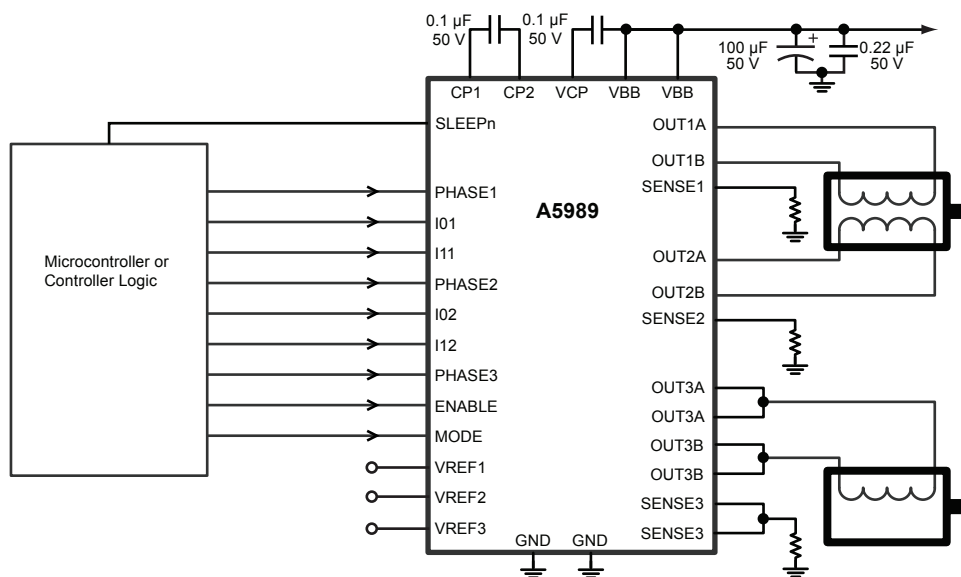 0.1 µF
50 V
0.1 µF
50 V
+
100 µF
50 V
0.22 µF
50 V
CP1
CP2
VCP
VBB
VBB
SLEEPn
PHASE1
I01
I11
PHASE2
I02
I12
PHASE3
ENABLE
MODE
VREF1
VREF2
VREF3
A5989
Microcontroller or
Controller Logic
OUT1A
OUT1B
SENSE1
OUT2A
OUT2B
SENSE2
OUT3A
OUT3A
OUT3B
OUT3B
SENSE3
SENSE3
GND
GND